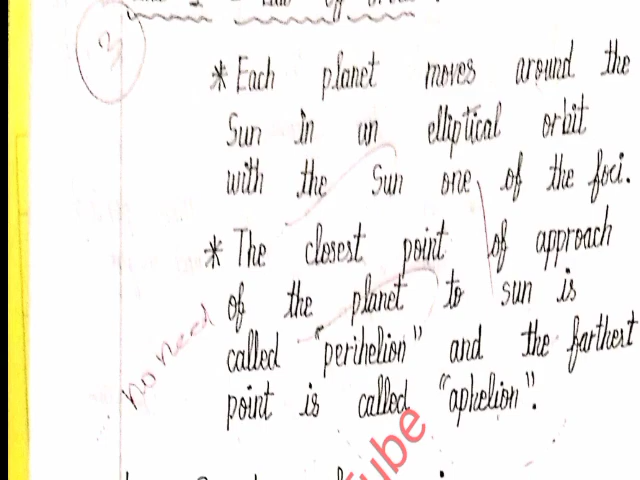 3
* Each planet moves around the
Sun in an elliptical orbit
with the Sun one of the foci.
* The closest point of approach
of the planet to sun is
called "perihelion" and the farthest
point is called "aphelion".
no need
Tube